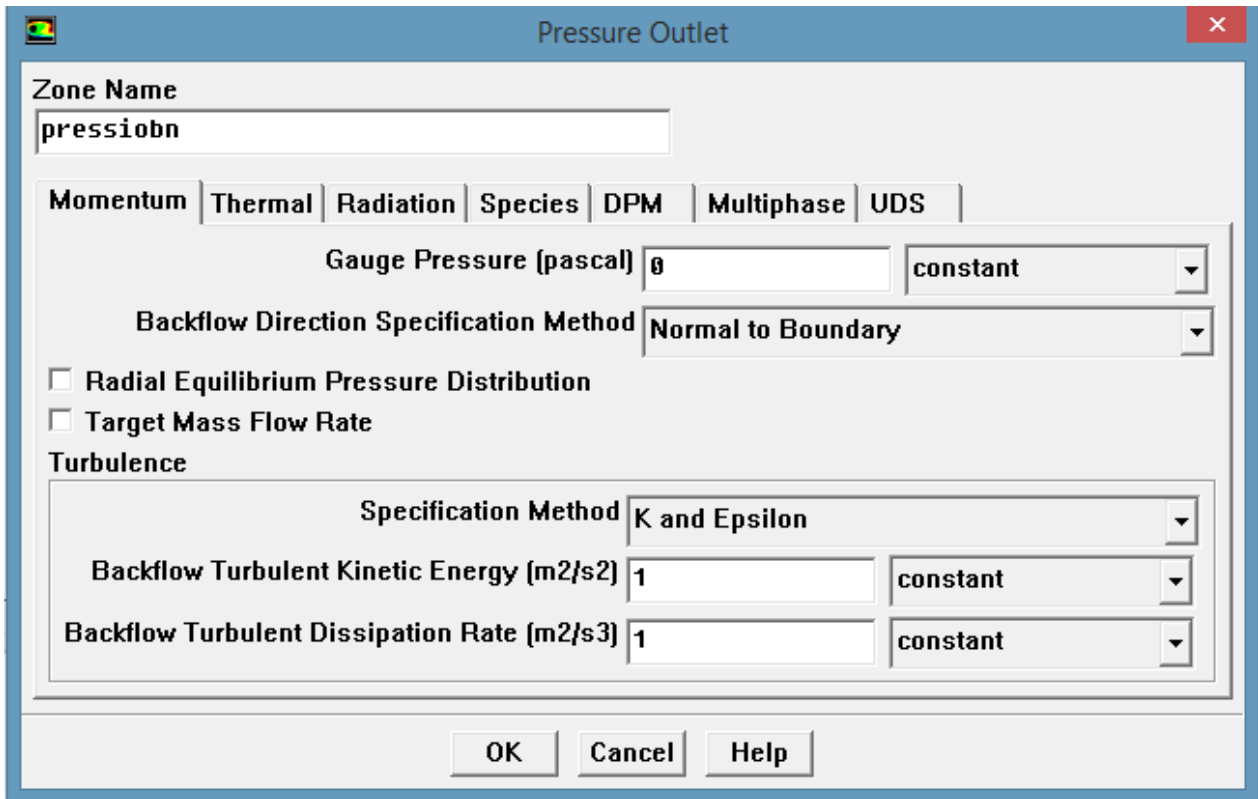 Pressure Outlet
Zone Name
pressiobn
Momentum Thermal Radiation Species DPM Multiphase UDS
Gauge Pressure (pascal) 0 constant
Backflow Direction Specification Method Normal to Boundary
Radial Equilibrium Pressure Distribution
Target Mass Flow Rate
Turbulence
Specification Method K and Epsilon
Backflow Turbulent Kinetic Energy (m2/s2) 1 constant
Backflow Turbulent Dissipation Rate (m2/s3) 1 constant
OK Cancel Help